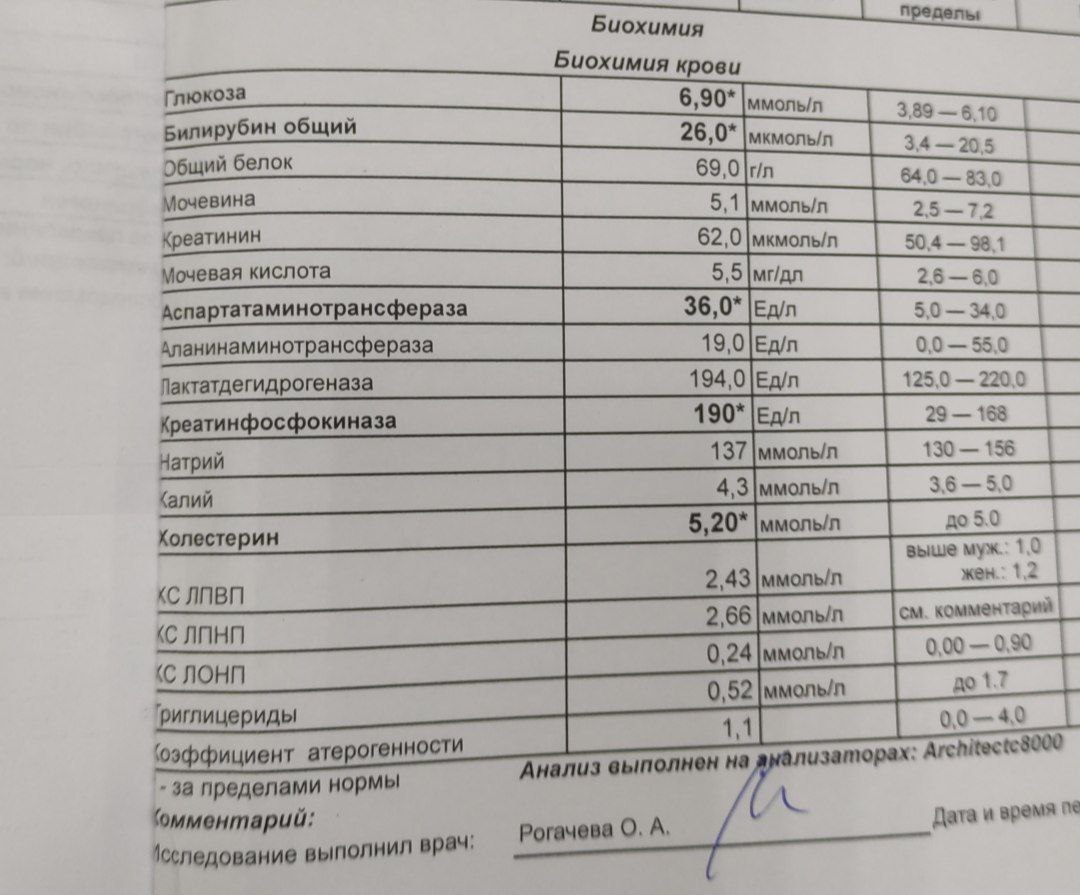 пределы
Биохимия
Биохимия крови
Глюкоза 6,90* ммоль/л 3,89 — 6,10
Билирубин общий 26,0* мкмоль/л 3,4 — 20,5
Общий белок 69,0 г/л 64,0 — 83,0
Мочевина 5,1 ммоль/л 2,5 — 7,2
Креатинин 62,0 мкмоль/л 50,4 — 98,1
Мочевая кислота 5,5 мг/дл 2,6 — 6,0
Аспартатаминотрансфераза 36,0* Ед/л 5,0 — 34,0
Аланинаминотрансфераза 19,0 Ед/л 0,0 — 55,0
Лактатдегидрогеназа 194,0 Ед/л 125,0 — 220,0
Креатинфосфокиназа 190* Ед/л 29 — 168
Натрий 137 ммоль/л 130 — 156
Калий 4,3 ммоль/л 3,6 — 5,0
Холестерин 5,20* ммоль/л до 5.0
ХС ЛПВП 2,43 ммоль/л выше муж.: 1,0
жен.: 1,2
ХС ЛПНП 2,66 ммоль/л см. комментарий
ХС ЛОНП 0,24 ммоль/л 0,00 — 0,90
Триглицериды 0,52 ммоль/л до 1.7
Коэффициент атерогенности 1,1 0,0 — 4,0
- за пределами нормы Анализ выполнен на анализаторах: Architectc8000
Комментарий:
Исследование выполнил врач: Рогачева О. А. Дата и время пе